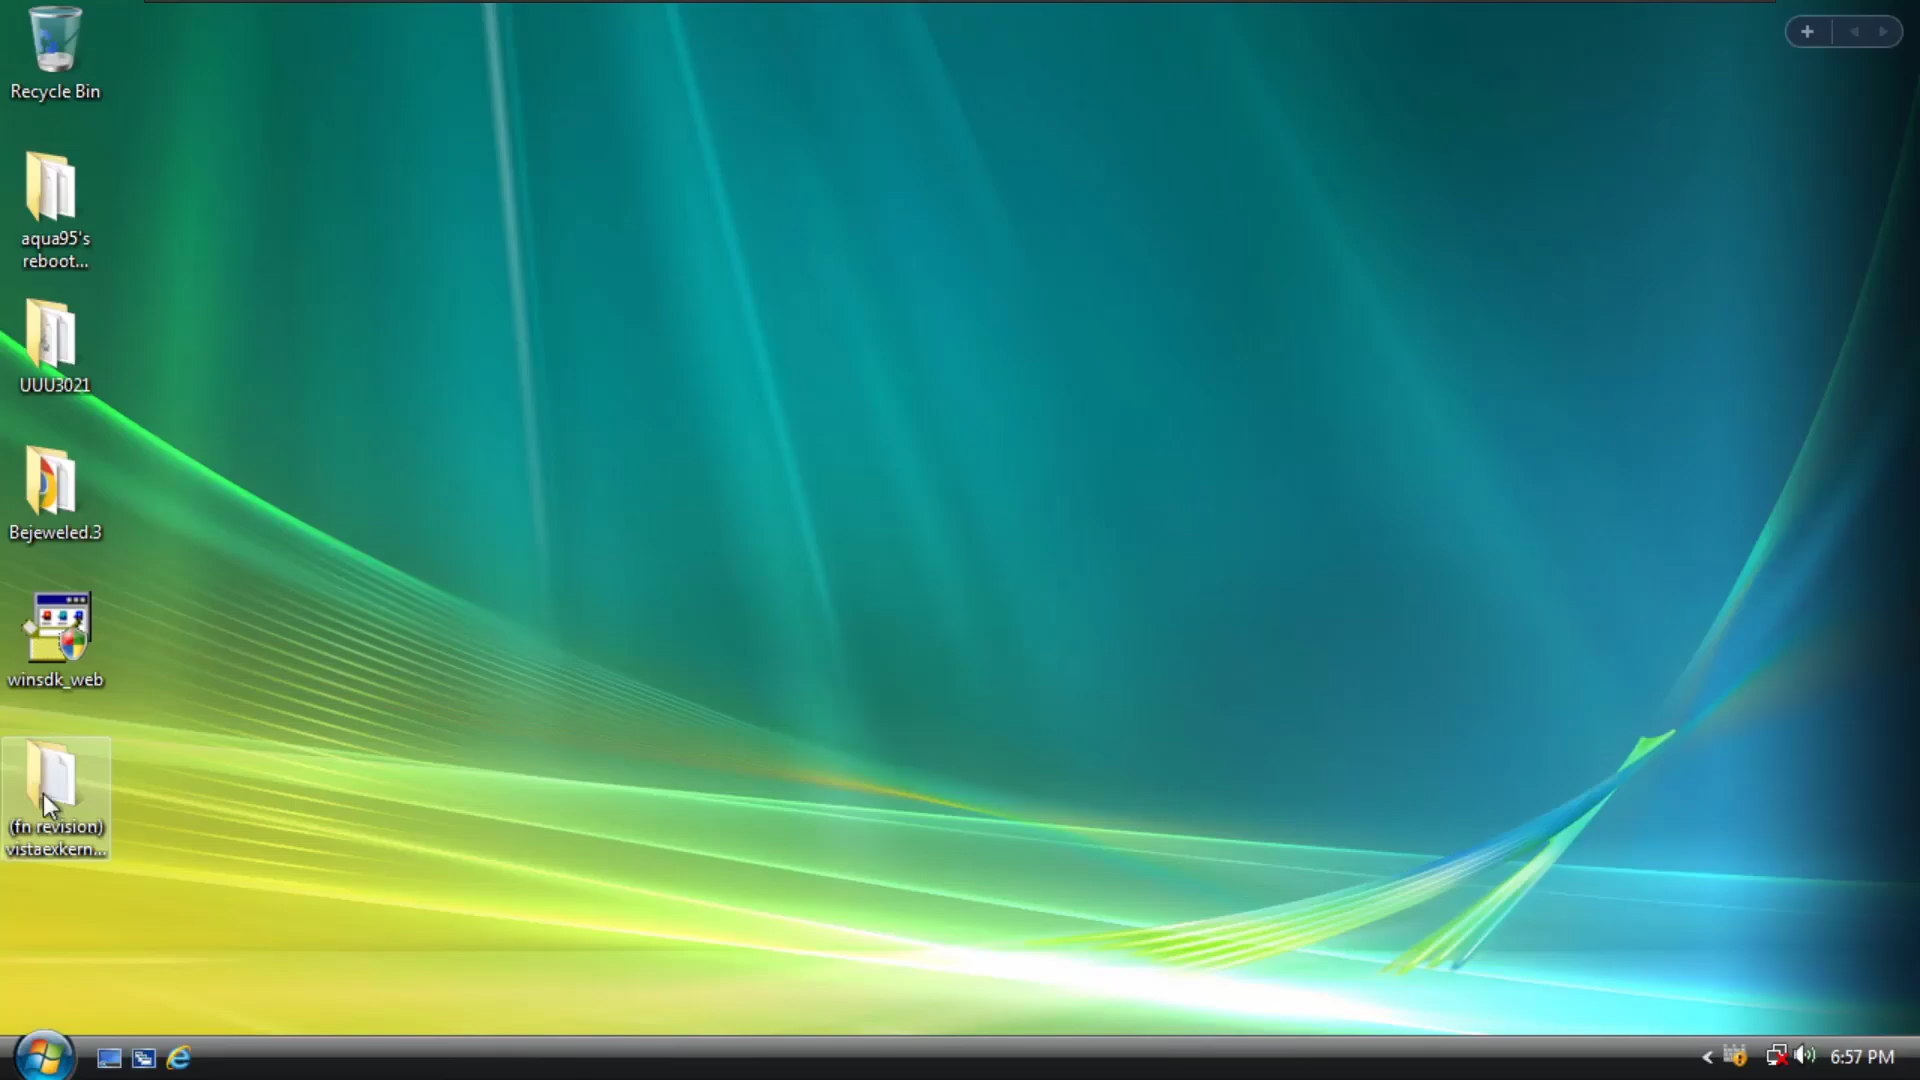 Recycle Bin
aqua95's
reboot...
UUU3021
Bejeweled.3
winsdk_web
(fn revision)
vistaexkern...
6:57 PM